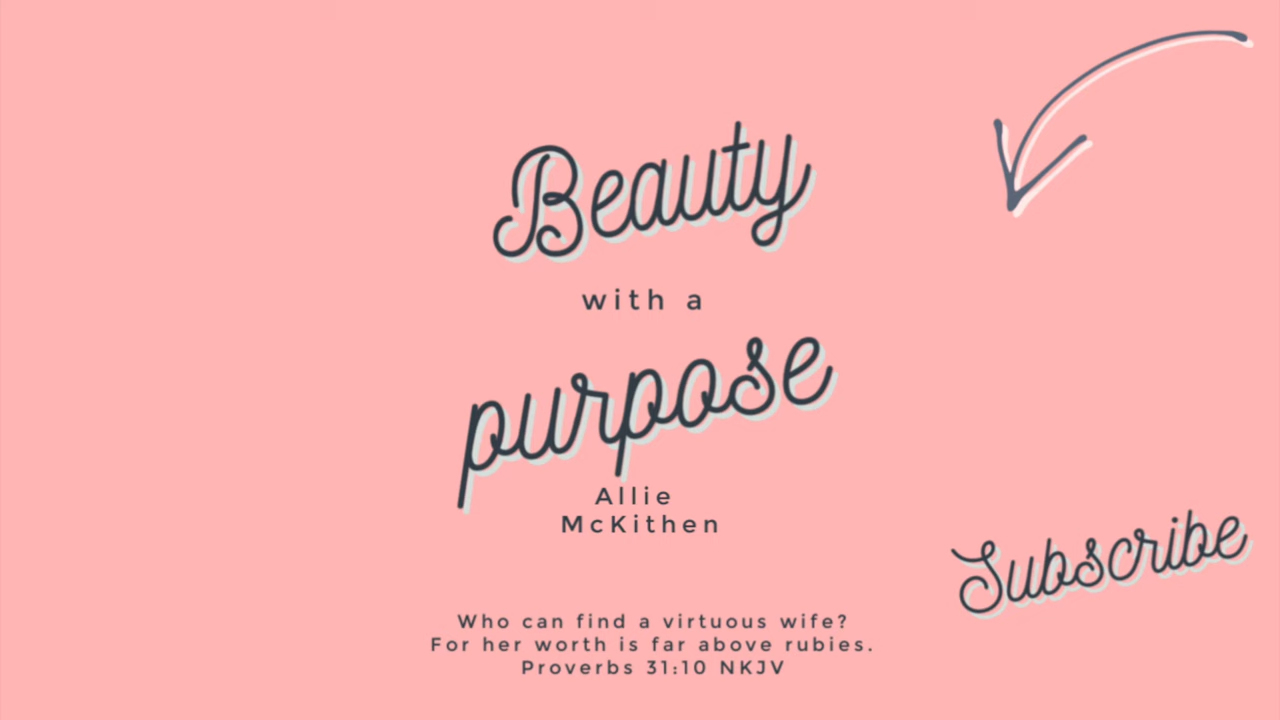 Beauty
with a
purpose
Allie
McKithen
Subscribe
Who can find a virtuous wife?
For her worth is far above rubies.
Proverbs 31:10 NKJV